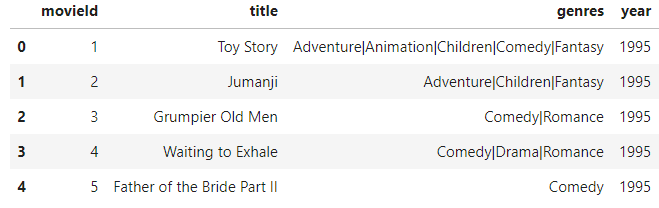 movieId title genres year
0 1 Toy Story Adventure|Animation|Children|Comedy|Fantasy 1995
1 2 Jumanji Adventure|Children|Fantasy 1995
2 3 Grumpier Old Men Comedy|Romance 1995
3 4 Waiting to Exhale Comedy|Drama|Romance 1995
4 5 Father of the Bride Part II Comedy 1995